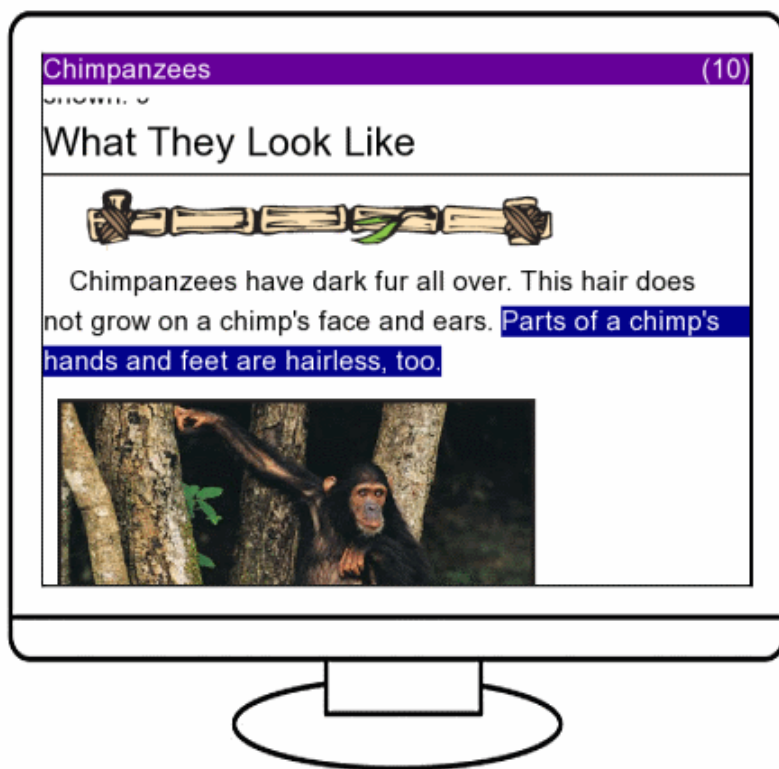 Chimpanzees (10)
What They Look Like
Chimpanzees have dark fur all over. This hair does
not grow on a chimp's face and ears. Parts of a chimp's
hands and feet are hairless, too.